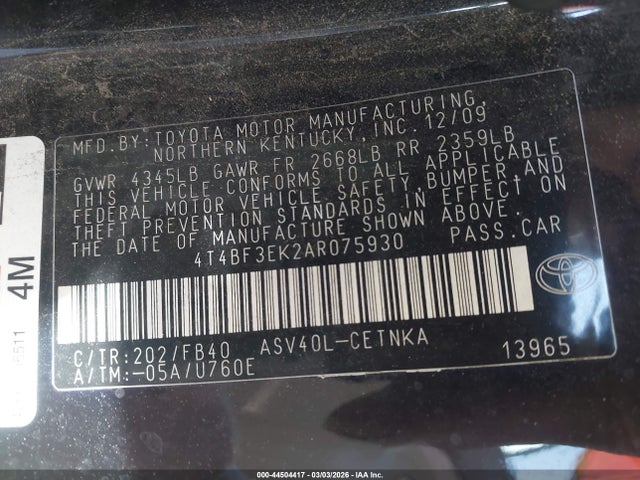 MFD. BY: TOYOTA MOTOR MANUFACTURING,
NORTHERN KENTUCKY, INC. 12/09
GVWR 4345LB GAWR FR 2668LB RR 2359LB
THIS VEHICLE CONFORMS TO ALL APPLICABLE
FEDERAL MOTOR VEHICLE SAFETY, BUMPER, AND
THEFT PREVENTION STANDARDS IN EFFECT ON
THE DATE OF MANUFACTURE SHOWN ABOVE.
4T4BF3EK2AR075930 PASS.CAR
C/TR:202/FB40 ASV40L-CETNKA
A/TM:-05A/U760E 13965
4M
000-44504417 - 03/03/2026 - IAA Inc.